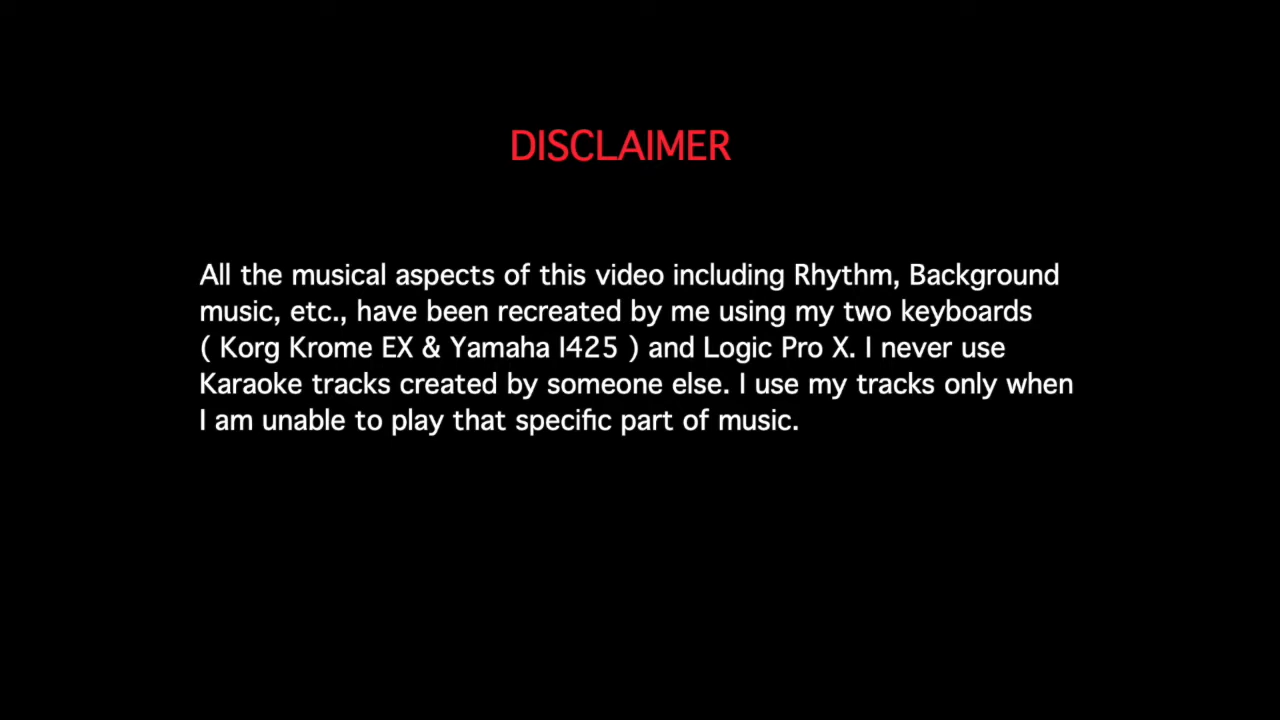 DISCLAIMER
All the musical aspects of this video including Rhythm, Background
music, etc., have been recreated by me using my two keyboards
( Korg Krome EX & Yamaha I425 ) and Logic Pro X. I never use
Karaoke tracks created by someone else. I use my tracks only when
I am unable to play that specific part of music.